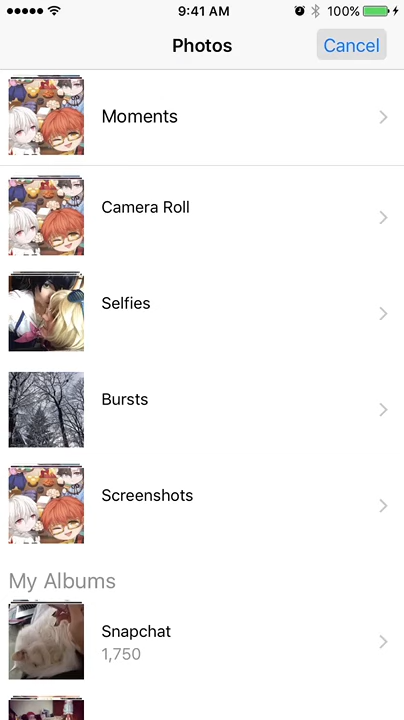 9:41 AM
100%
Photos
Cancel
Moments
Camera Roll
Selfies
Bursts
Screenshots
My Albums
Snapchat
1,750